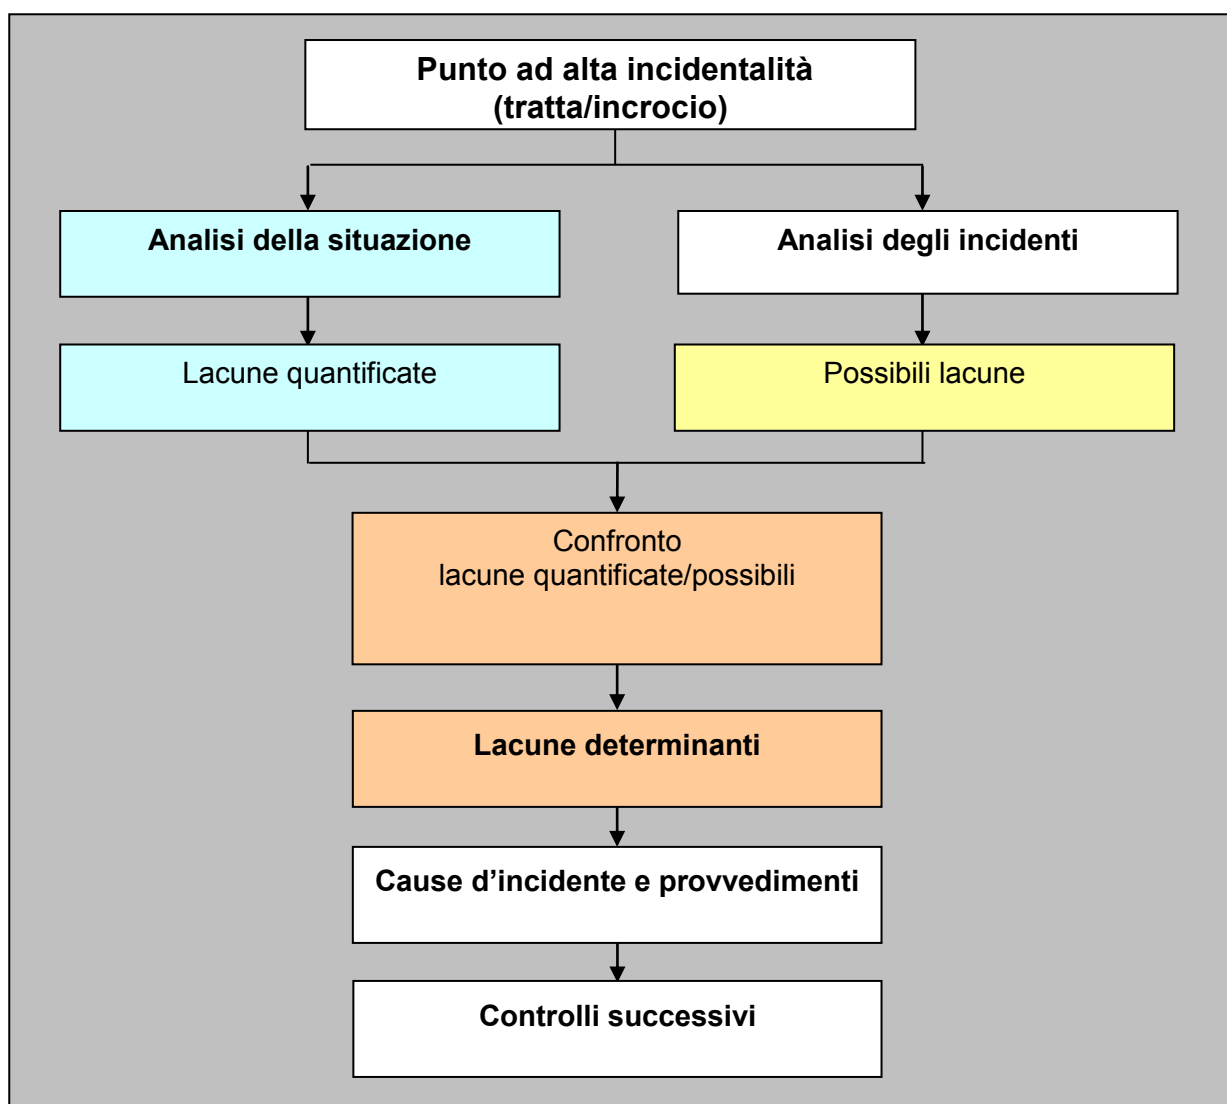 Punto ad alta incidentalità
(tratta/incrocio)
Analisi della situazione
Analisi degli incidenti
Lacune quantificate
Possibili lacune
Confronto
lacune quantificate/possibili
Lacune determinanti
Cause d’incidente e provvedimenti
Controlli successivi